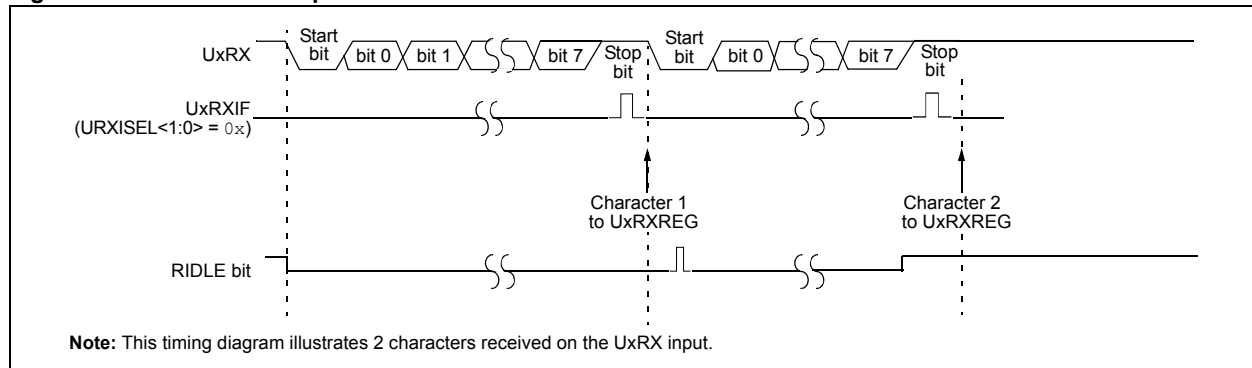 UxRX
Start
bit
bit 0
bit 1
bit 7
Stop
bit
Start
bit
bit 0
bit 7
Stop
bit
UxRXIF
(URXISEL<1:0> = 0x)
Character 1
to UxRXREG
Character 2
to UxRXREG
RIDLE bit
Note: This timing diagram illustrates 2 characters received on the UxRX input.